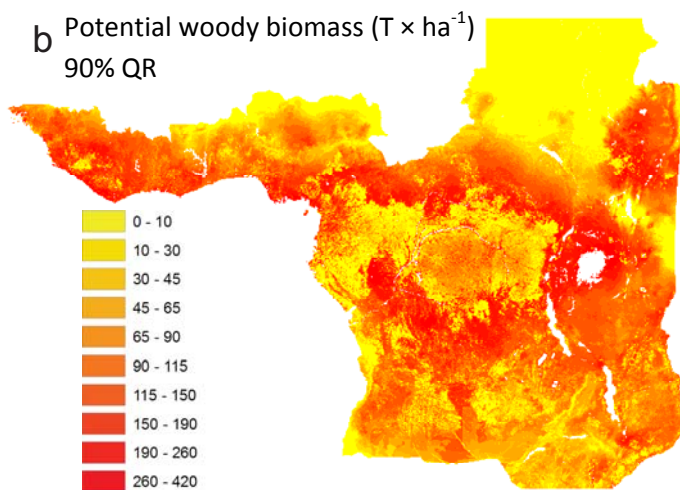 b Potential woody biomass (T × ha⁻¹)
90% QR
0 - 10
10 - 30
30 - 45
45 - 65
65 - 90
90 - 115
115 - 150
150 - 190
190 - 260
260 - 420